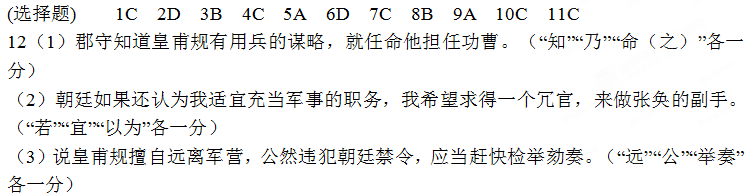 (选择题) 1C 2D 3B 4C 5A 6D 7C 8B 9A 10C 11C
12（1）郡守知道皇甫规有用兵的谋略，就任命他担任功曹。（“知”“乃”“命（之）”各一
分）
（2）朝廷如果还认为我适宜充当军事的职务，我希望求得一个冗官，来做张奂的副手。
（“若”“宜”“以为”各一分）
（3）说皇甫规擅自远离军营，公然违犯朝廷禁令，应当赶快检举劾奏。（“远”“公”“举奏”
各一分）